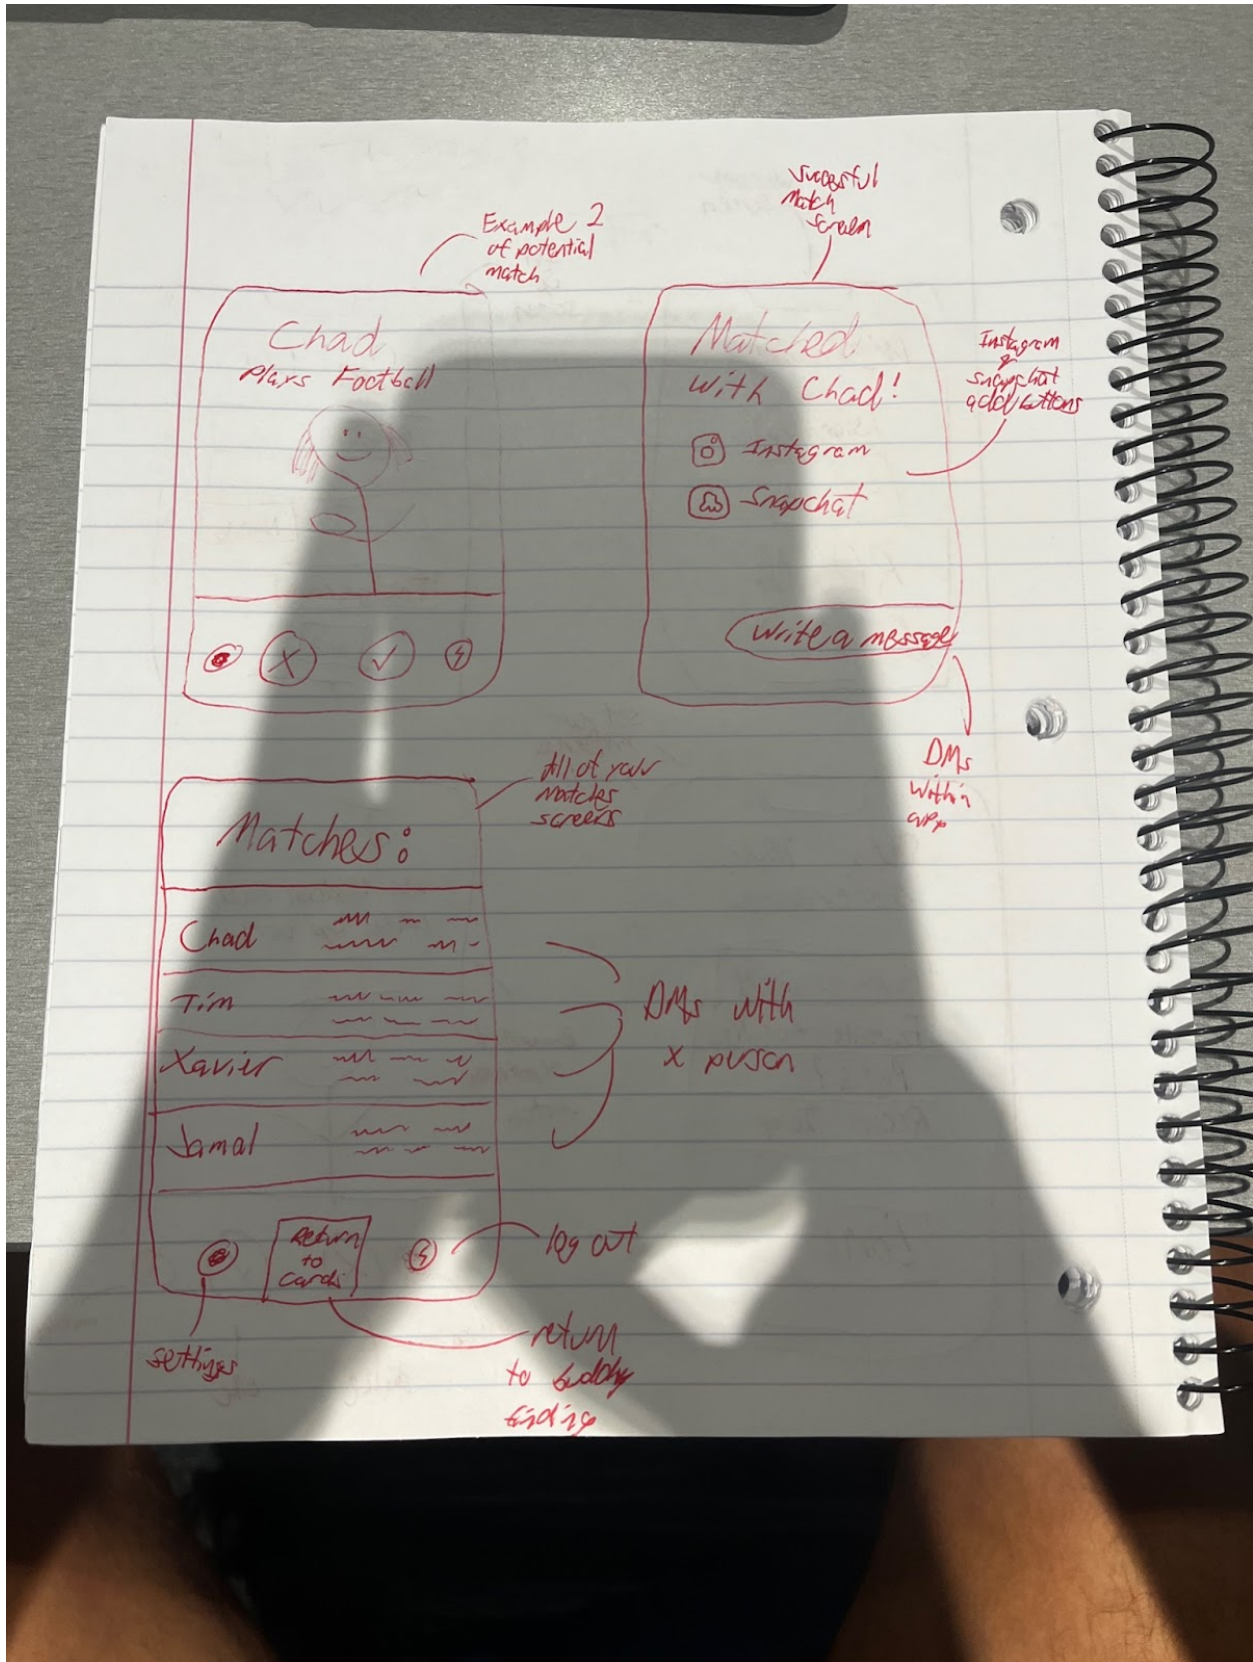 Example 2
of potential
match
Chad
Plays Football
Sucessful
Match
Screen
Matched
with Chad!
Instagram
Snapchat
Write a message
Instagram
&
snapchat
add buttons
DMs
within
app
All of your
Matches
screens
Matches:
Chad
Tim
Xavier
Jamal
DMs with
x person
Return
to
Cards
log out
settings
return
to buddy
finding